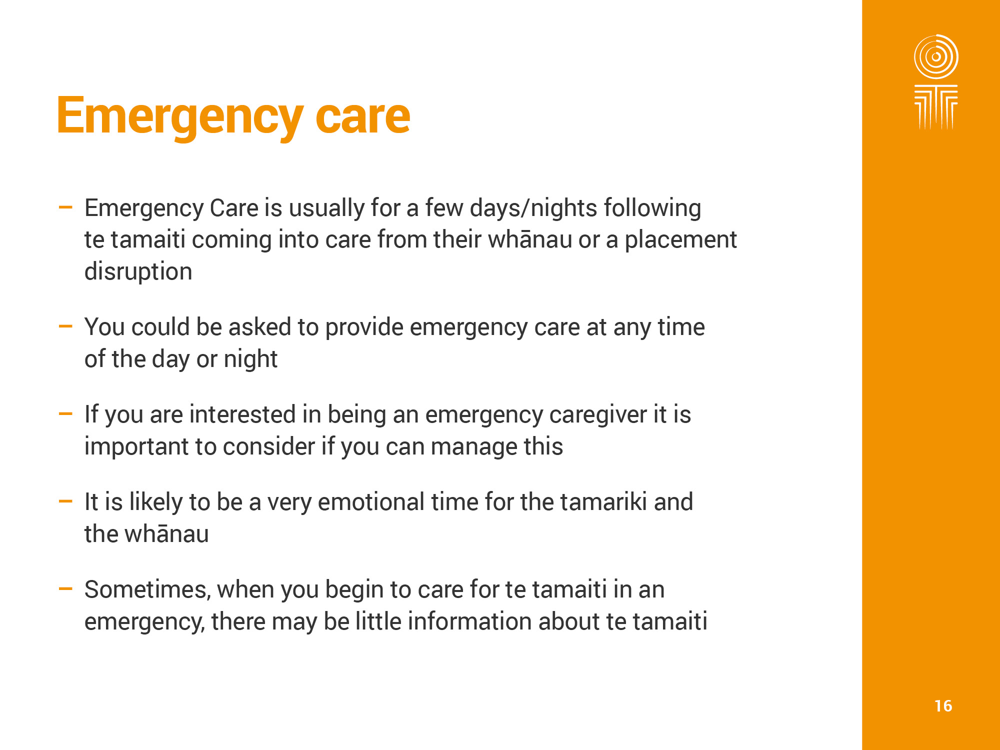 Emergency care
– Emergency Care is usually for a few days/nights following
te tamaiti coming into care from their whānau or a placement
disruption
– You could be asked to provide emergency care at any time
of the day or night
– If you are interested in being an emergency caregiver it is
important to consider if you can manage this
– It is likely to be a very emotional time for the tamariki and
the whānau
– Sometimes, when you begin to care for te tamaiti in an
emergency, there may be little information about te tamaiti
16